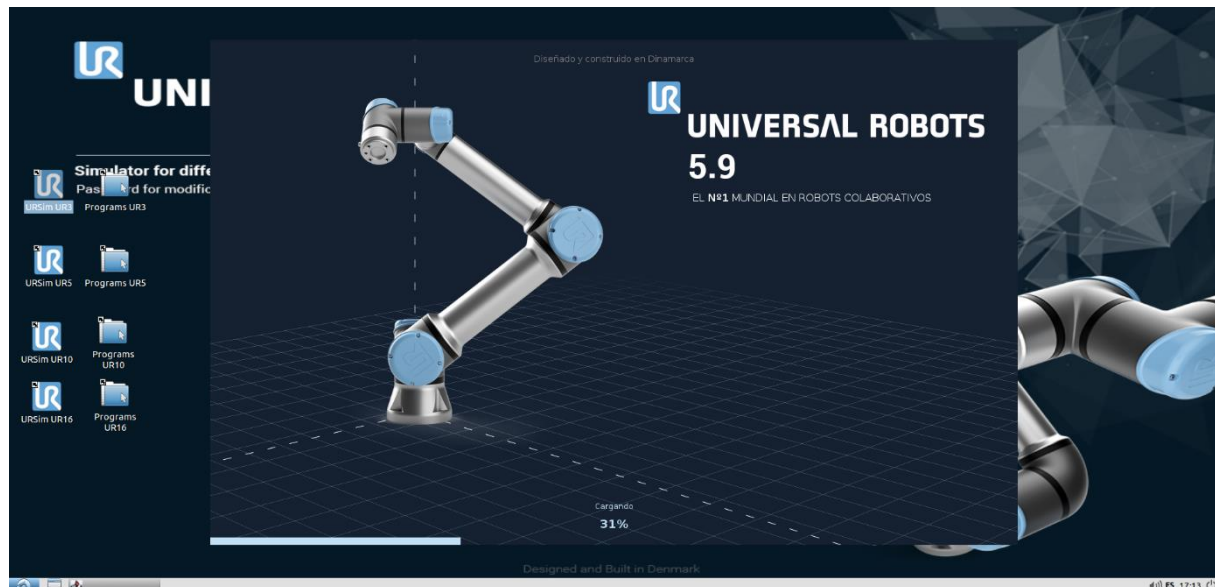 UR
UNI
Simulator for diffe
for modific
URSim UR3
Programs UR3
URSim UR5
Programs UR5
URSim UR10
Programs
UR10
URSim UR16
Programs
UR16
Diseñado y construido en Dinamarca
UR
UNIVERSAL ROBOTS
5.9
EL Nº1 MUNDIAL EN ROBOTS COLABORATIVOS
Cargando
31%
Designed and Built in Denmark
ES 17:13